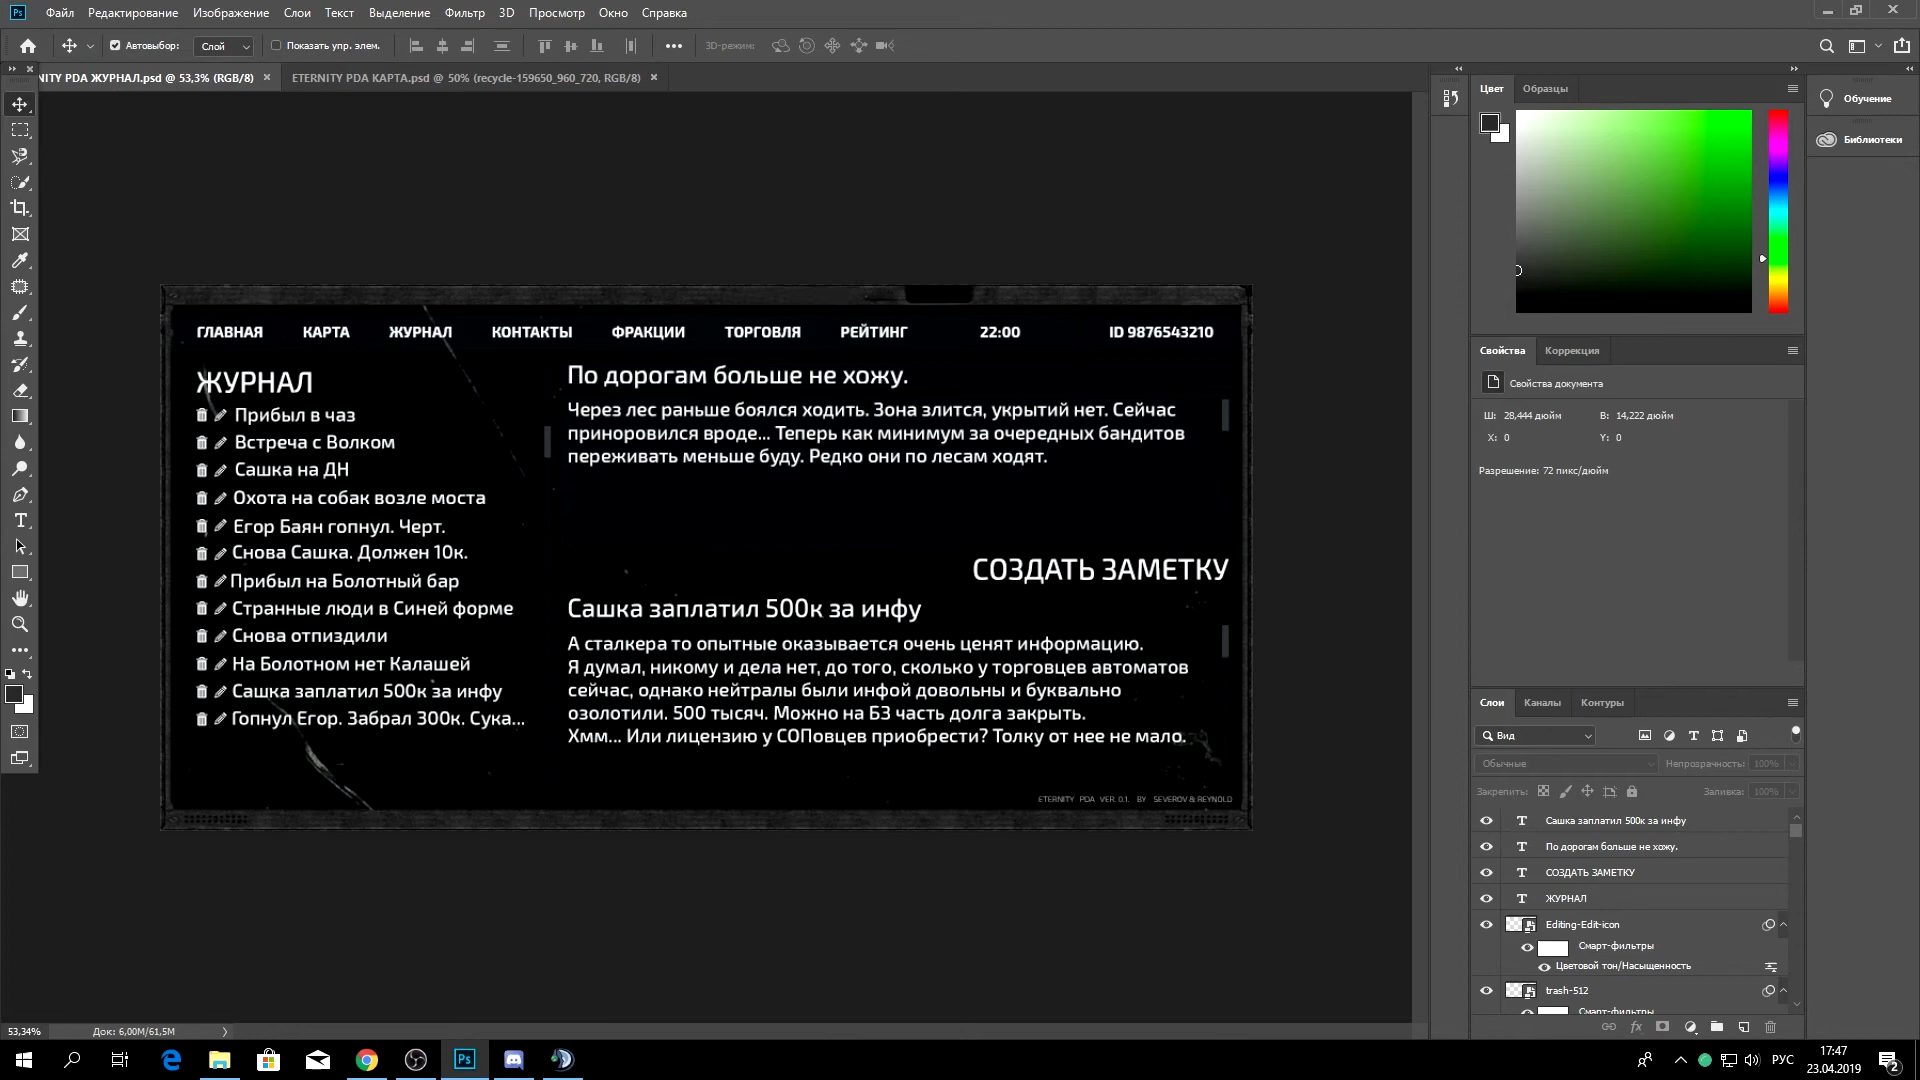 Ps Файл Редактирование Изображение Слои Текст Выделение Фильтр 3D Просмотр Окно Справка
Автовыбор: Слой Показать упр. элем. 3D-режим:
NITY PDA ЖУРНАЛ.psd @ 53,3% (RGB/8) × ETERNITY PDA КАРТА.psd @ 50% (recycle-159650_960_720, RGB/8) ×
ГЛАВНАЯ КАРТА ЖУРНАЛ КОНТАКТЫ ФРАКЦИИ ТОРГОВЛЯ РЕЙТИНГ 22:00 ID 9876543210
ЖУРНАЛ
Прибыл в чаз
Встреча с Волком
Сашка на ДН
Охота на собак возле моста
Егор Баян гопнул. Черт.
Снова Сашка. Должен 10к.
Прибыл на Болотный бар
Странные люди в Синей форме
Снова отпиздили
На Болотном нет Калашей
Сашка заплатил 500к за инфу
Гопнул Егор. Забрал 300к. Сука...
По дорогам больше не хожу.
Через лес раньше боялся ходить. Зона злится, укрытий нет. Сейчас
приноровился вроде... Теперь как минимум за очередных бандитов
переживать меньше буду. Редко они по лесам ходят.
СОЗДАТЬ ЗАМЕТКУ
Сашка заплатил 500к за инфу
А сталкера то опытные оказывается очень ценят информацию.
Я думал, никому и дела нет, до того, сколько у торговцев автоматов
сейчас, однако нейтралы были инфой довольны и буквально
озолотили. 500 тысяч. Можно на БЗ часть долга закрыть.
Хмм... Или лицензию у СОПовцев приобрести? Толку от нее не мало.
ETERNITY PDA VER. 0.1. BY SEVEROV & REYNOLD
Цвет Образцы
Обучение
Библиотеки
Свойства Коррекция
Свойства документа
Ш: 28,444 дюйм В: 14,222 дюйм
X: 0 Y: 0
Разрешение: 72 пикс/дюйм
Слои Каналы Контуры
Вид
Обычные Непрозрачность: 100%
Закрепить: Заливка: 100%
Сашка заплатил 500к за инфу
По дорогам больше не хожу.
СОЗДАТЬ ЗАМЕТКУ
ЖУРНАЛ
Editing-Edit-icon
Смарт-фильтры
Цветовой тон/Насыщенность
trash-512
Смарт-фильтры
fx
53,34% Док: 6,00M/61,5M
Ps РУС 17:47
23.04.2019
2